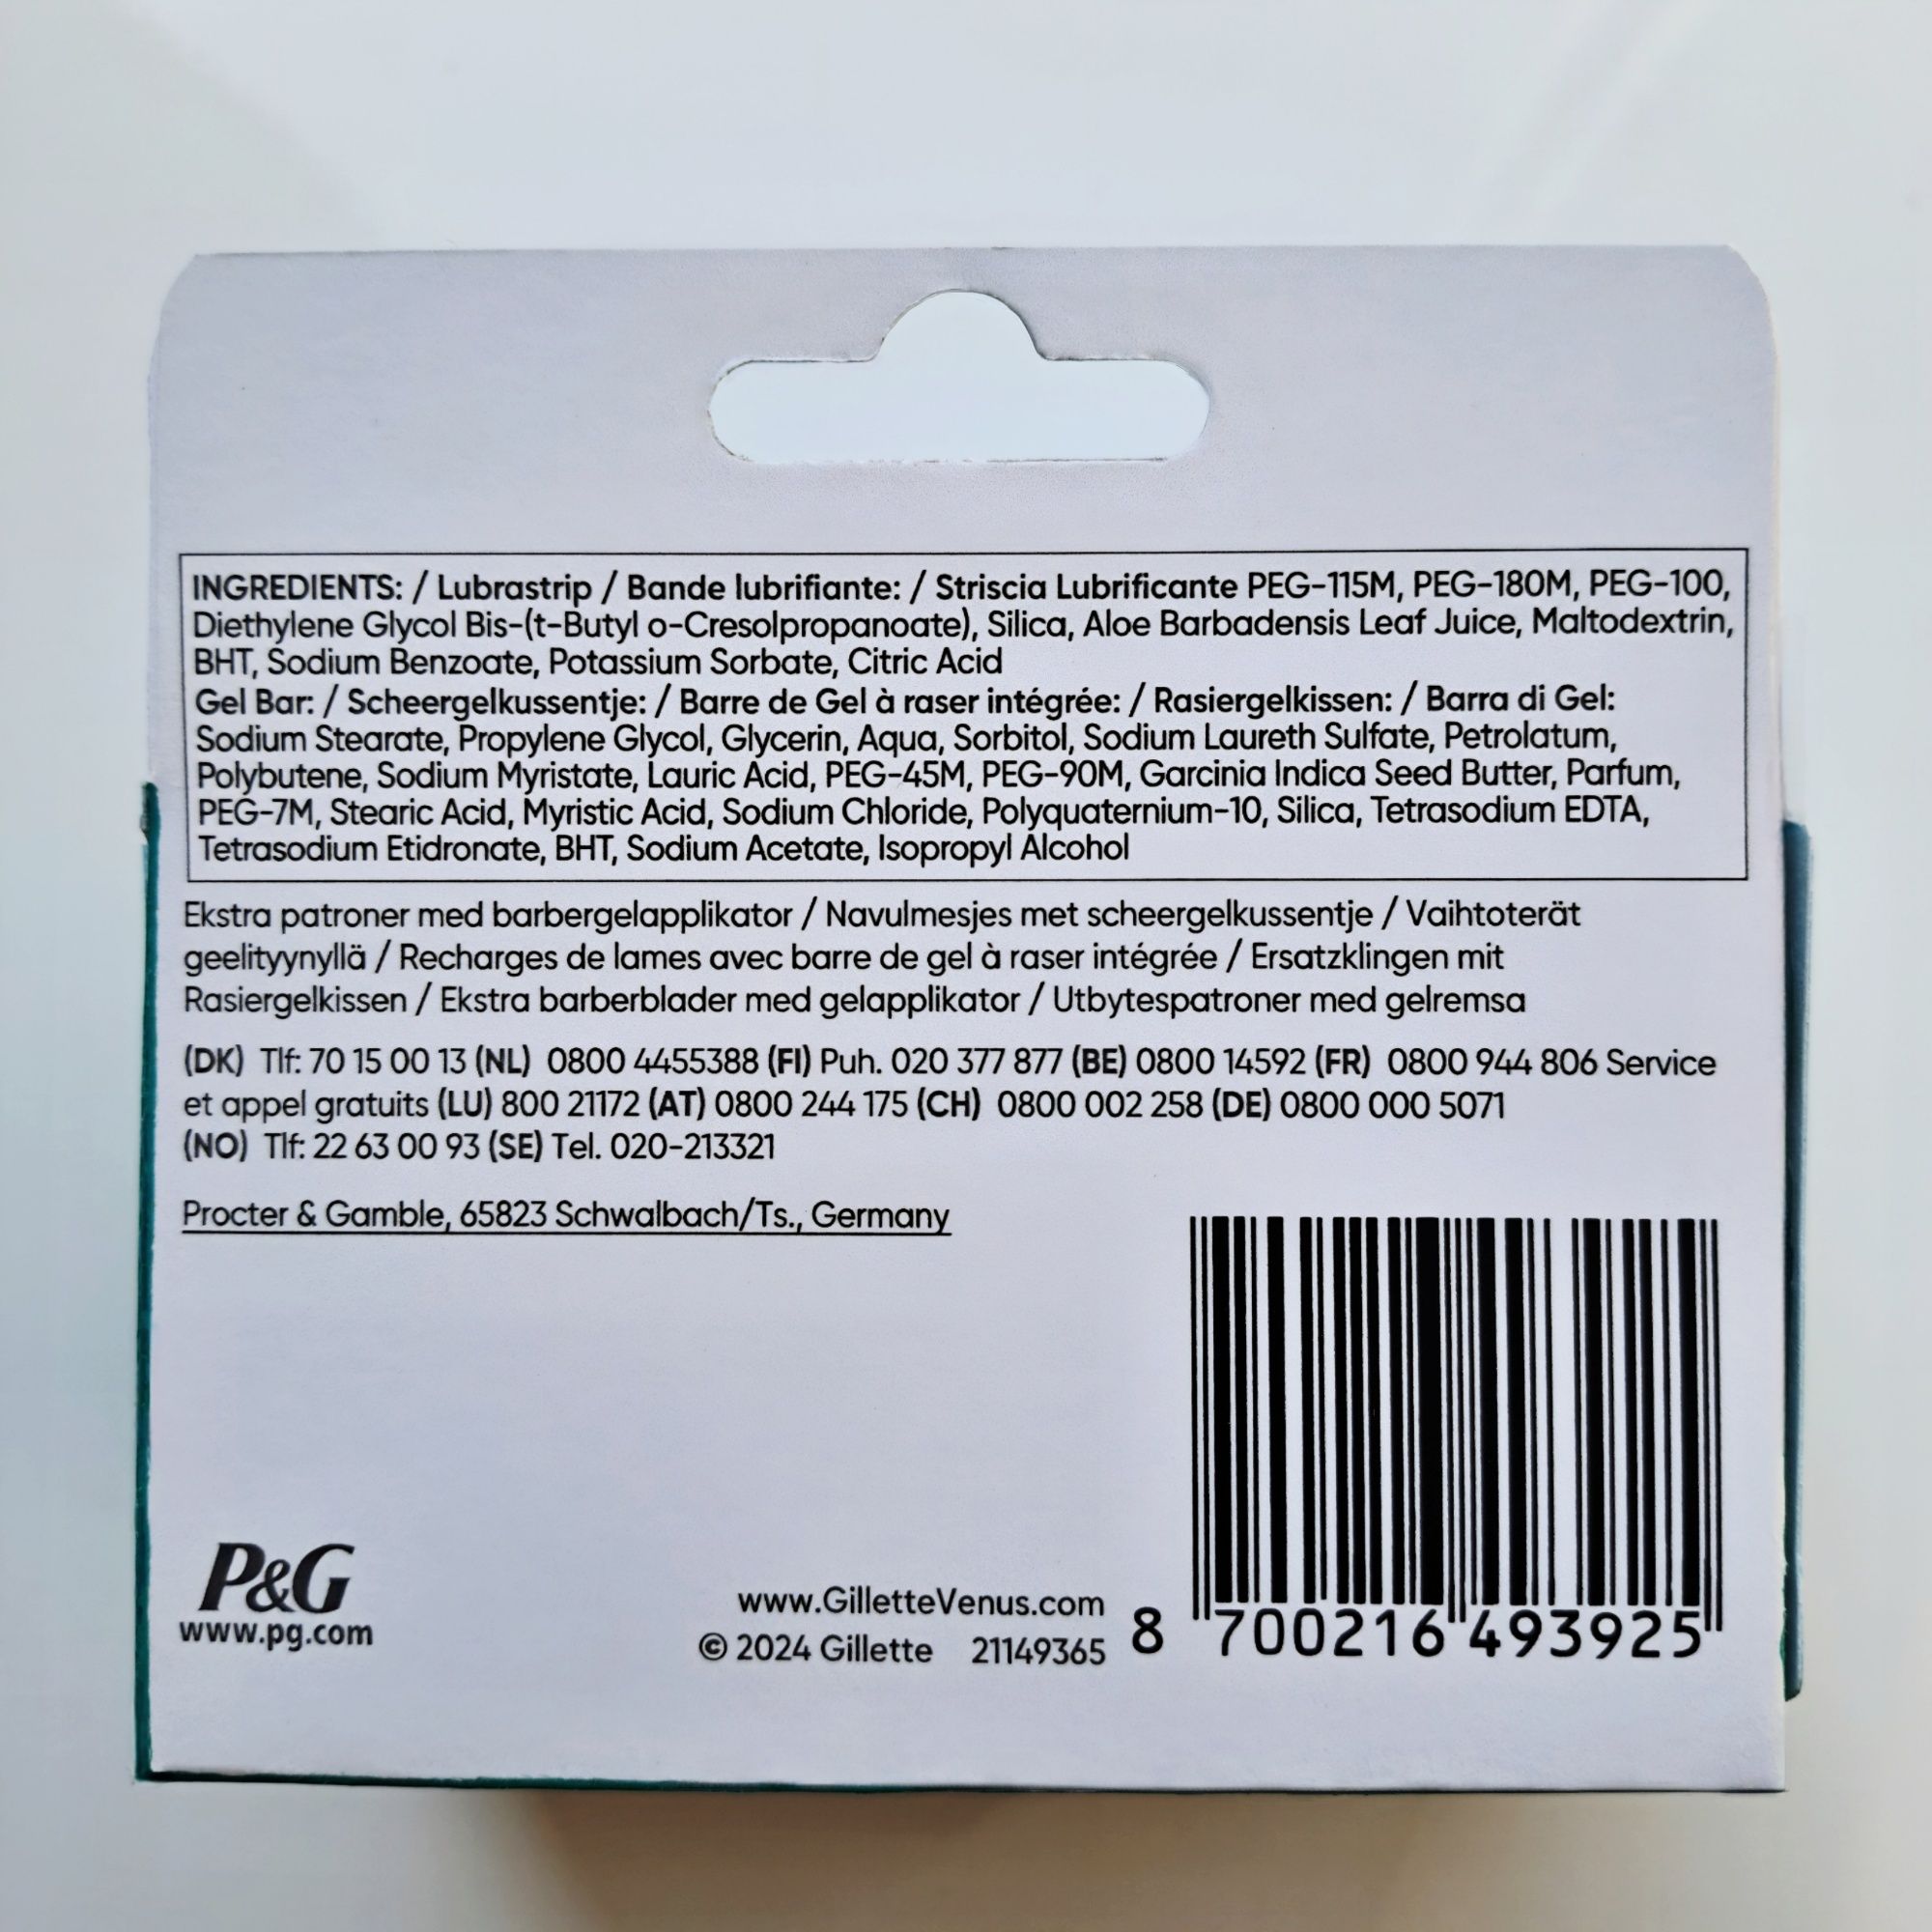 INGREDIENTS: / Lubrastrip / Bande lubrifiante: / Striscia Lubrificante PEG-115M, PEG-180M, PEG-100,
Diethylene Glycol Bis-(t-Butyl o-Cresolpropanoate), Silica, Aloe Barbadensis Leaf Juice, Maltodextrin,
BHT, Sodium Benzoate, Potassium Sorbate, Citric Acid
Gel Bar: / Scheergelkussentje: / Barre de Gel à raser intégrée: / Rasiergelkissen: / Barra di Gel:
Sodium Stearate, Propylene Glycol, Glycerin, Aqua, Sorbitol, Sodium Laureth Sulfate, Petrolatum,
Polybutene, Sodium Myristate, Lauric Acid, PEG-45M, PEG-90M, Garcinia Indica Seed Butter, Parfum,
PEG-7M, Stearic Acid, Myristic Acid, Sodium Chloride, Polyquaternium-10, Silica, Tetrasodium EDTA,
Tetrasodium Etidronate, BHT, Sodium Acetate, Isopropyl Alcohol
Ekstra patroner med barbergelapplikator / Navulmesjes met scheergelkussentje / Vaihtoterät
geelityynyllä / Recharges de lames avec barre de gel à raser intégrée / Ersatzklingen mit
Rasiergelkissen / Ekstra barberblader med gelapplikator / Utbytespatroner med gelremsa
(DK) Tlf: 70 15 00 13 (NL) 0800 4455388 (FI) Puh. 020 377 877 (BE) 0800 14592 (FR) 0800 944 806 Service
et appel gratuits (LU) 800 21172 (AT) 0800 244 175 (CH) 0800 002 258 (DE) 0800 000 5071
(NO) Tlf: 22 63 00 93 (SE) Tel. 020-213321
Procter & Gamble, 65823 Schwalbach/Ts., Germany
P&G
www.pg.com
www.GilletteVenus.com
© 2024 Gillette 21149365
8 700216 493925